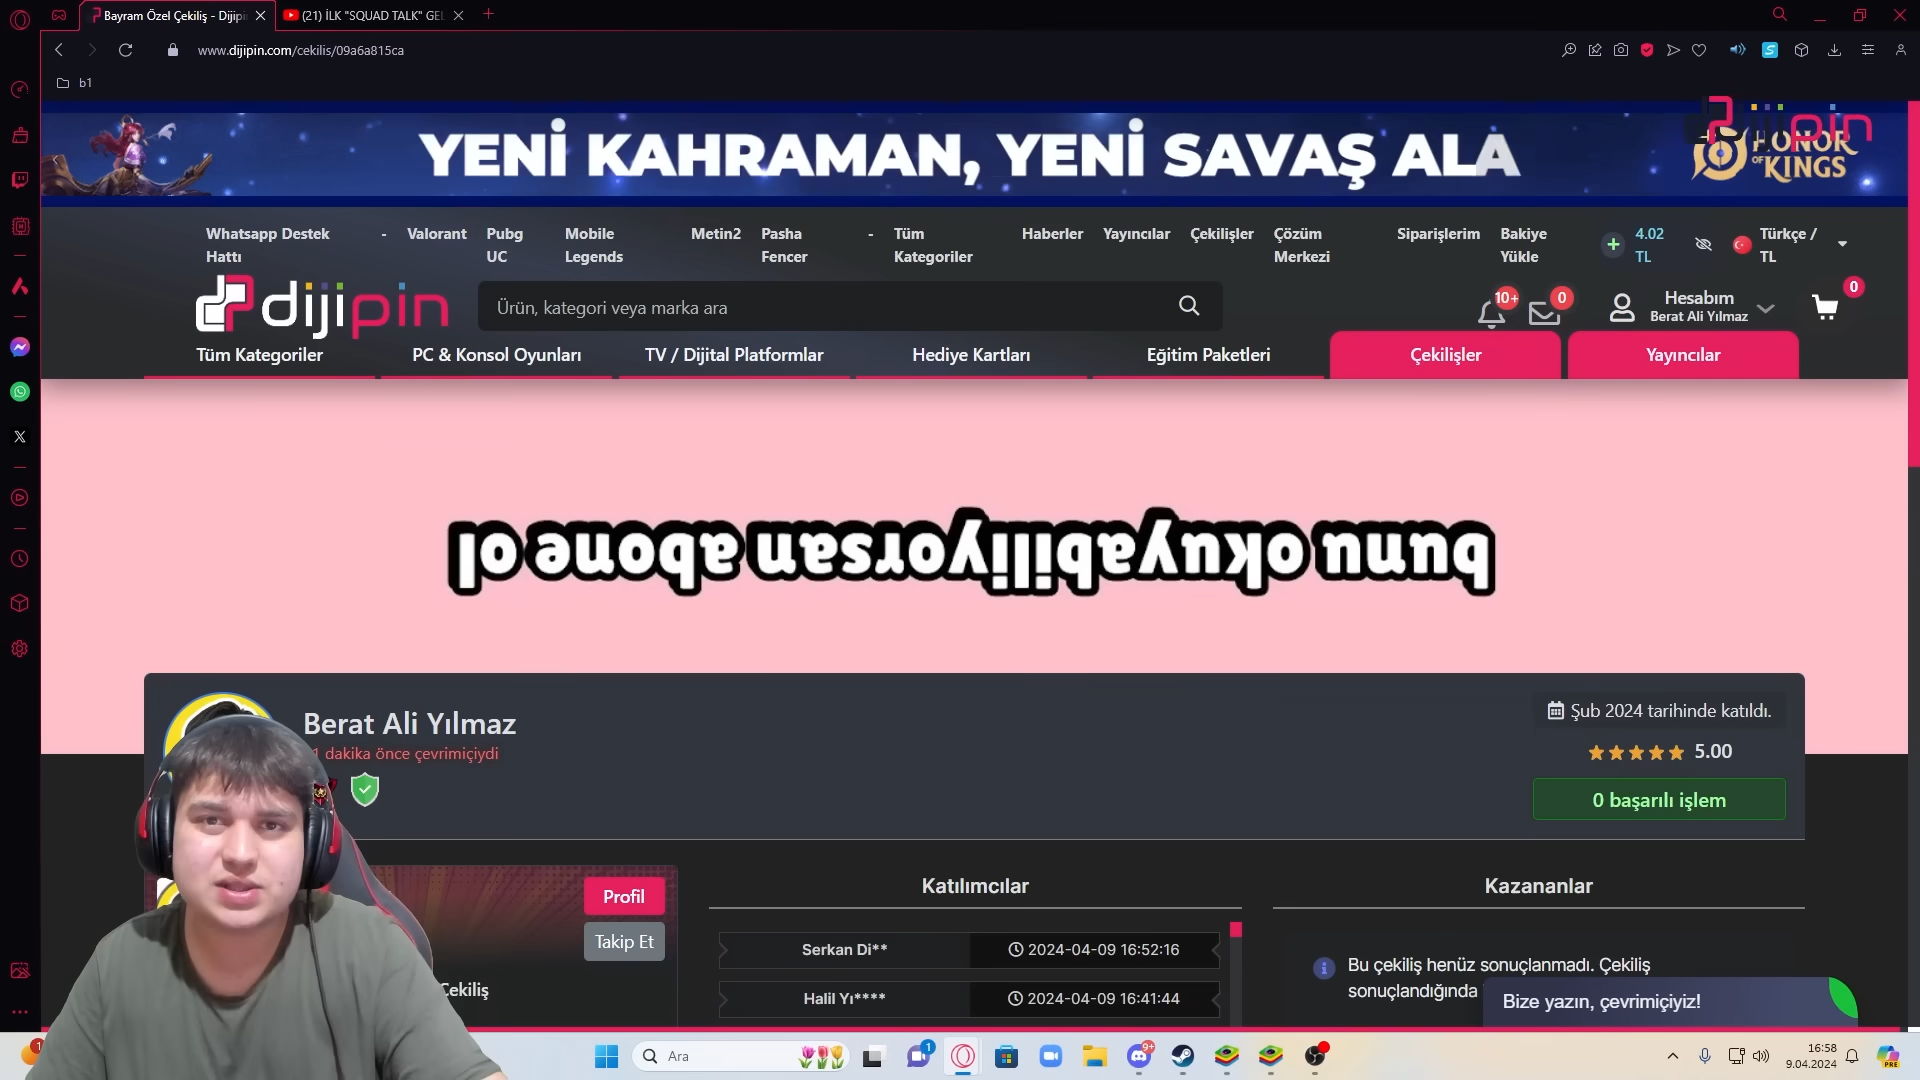 Bayram Özel Çekiliş - Dijipi
(21) İLK "SQUAD TALK" GEL
www.dijipin.com/cekilis/09a6a815ca
b1
YENİ KAHRAMAN, YENİ SAVAŞ ALA
HONOR OF KINGS
dijipin
Whatsapp Destek Hattı - Valorant Pubg UC Mobile Legends Metin2 Pasha Fencer - Tüm Kategoriler Haberler Yayıncılar Çekilişler Çözüm Merkezi Siparişlerim Bakiye Yükle + 4.02 TL Türkçe / TL
dijipin
Ürün, kategori veya marka ara
10+
0
Hesabım
Berat Ali Yılmaz
0
Tüm Kategoriler PC & Konsol Oyunları TV / Dijital Platformlar Hediye Kartları Eğitim Paketleri Çekilişler Yayıncılar
bunu okuyabiliyorsan abone ol
Berat Ali Yılmaz
dakika önce çevrimiçiydi
Şub 2024 tarihinde katıldı.
5.00
0 başarılı işlem
Profil
Takip Et
Çekiliş
Katılımcılar
Serkan Di** 2024-04-09 16:52:16
Halil Yı**** 2024-04-09 16:41:44
Kazananlar
Bu çekiliş henüz sonuçlanmadı. Çekiliş
sonuçlandığında
Bize yazın, çevrimiçiyiz!
1
Ara
1
9+
16:58
9.04.2024
PRE